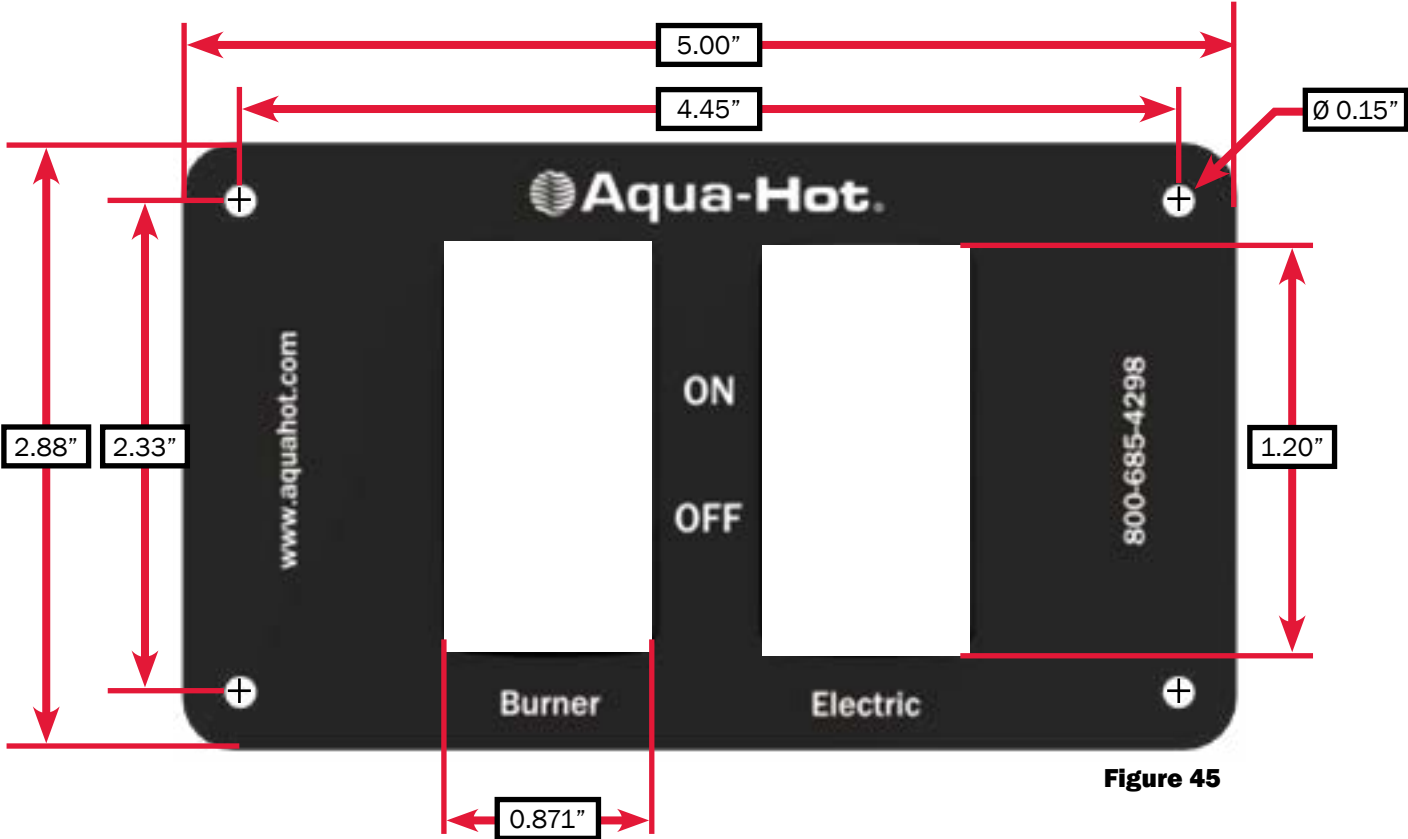 5.00”
4.45”
Ø 0.15”
Aqua-Hot®
www.aquahot.com
ON
800-685-4298
2.88”
2.33”
1.20”
OFF
Burner
Electric
Figure 45
0.871”